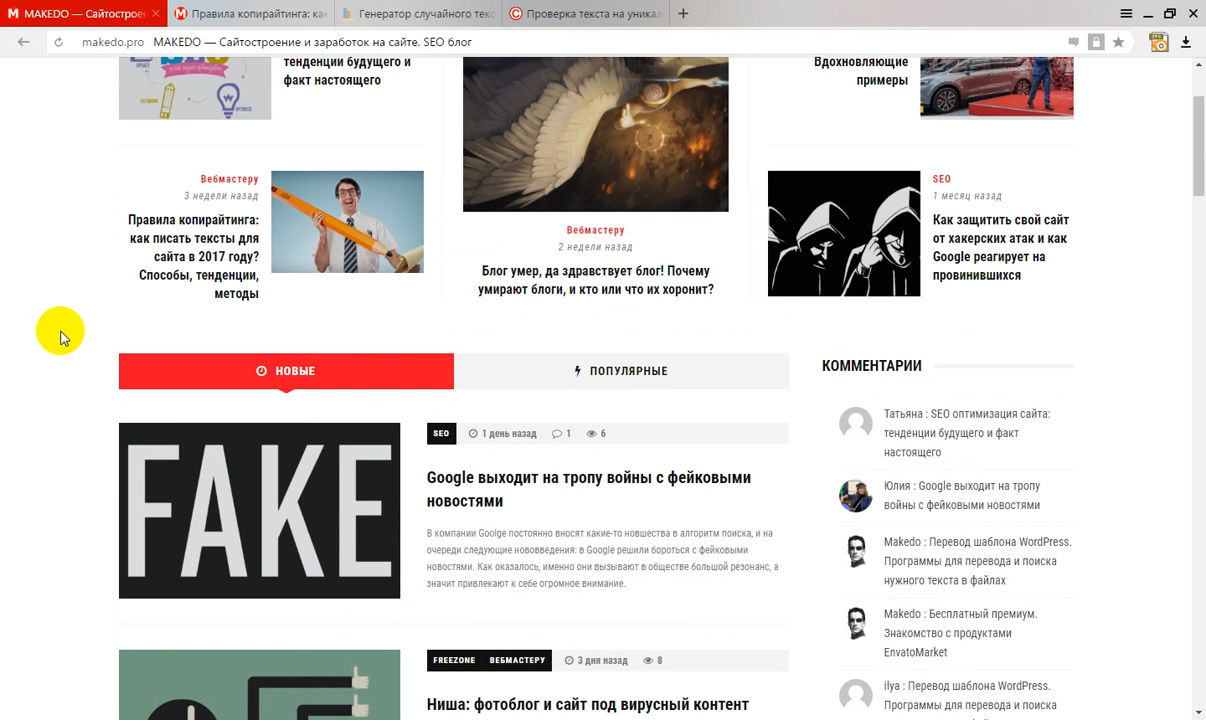 MAKEDO — Сайтостроен
Правила копирайтинга: как
Генератор случайного текс
Проверка текста на уникал
makedo.pro MAKEDO — Сайтостроение и заработок на сайте. SEO блог
тенденции будущего и
факт настоящего
Вдохновляющие
примеры
Вебмастеру
3 недели назад
Правила копирайтинга:
как писать тексты для
сайта в 2017 году?
Способы, тенденции,
методы
Вебмастеру
2 недели назад
Блог умер, да здравствует блог! Почему
умирают блоги, и кто или что их хоронит?
SEO
1 месяц назад
Как защитить свой сайт
от хакерских атак и как
Google реагирует на
провинившихся
НОВЫЕ
ПОПУЛЯРНЫЕ
FAKE
SEO 1 день назад 1 6
Google выходит на тропу войны с фейковыми
новостями
В компании Goolge постоянно вносят какие-то новшества в алгоритм поиска, и на
очереди следующие нововведения: в Google решили бороться с фейковыми
новостями. Как оказалось, именно они вызывают в обществе большой резонанс, а
значит привлекают к себе огромное внимание.
FREEZONE ВЕБМАСТЕРУ 3 дня назад 8
Ниша: фотоблог и сайт под вирусный контент
КОММЕНТАРИИ
Татьяна : SEO оптимизация сайта:
тенденции будущего и факт
настоящего
Юлия : Google выходит на тропу
войны с фейковыми новостями
Makedo : Перевод шаблона WordPress.
Программы для перевода и поиска
нужного текста в файлах
Makedo : Бесплатный премиум.
Знакомство с продуктами
EnvatoMarket
ilya : Перевод шаблона WordPress.
Программы для перевода и поиска